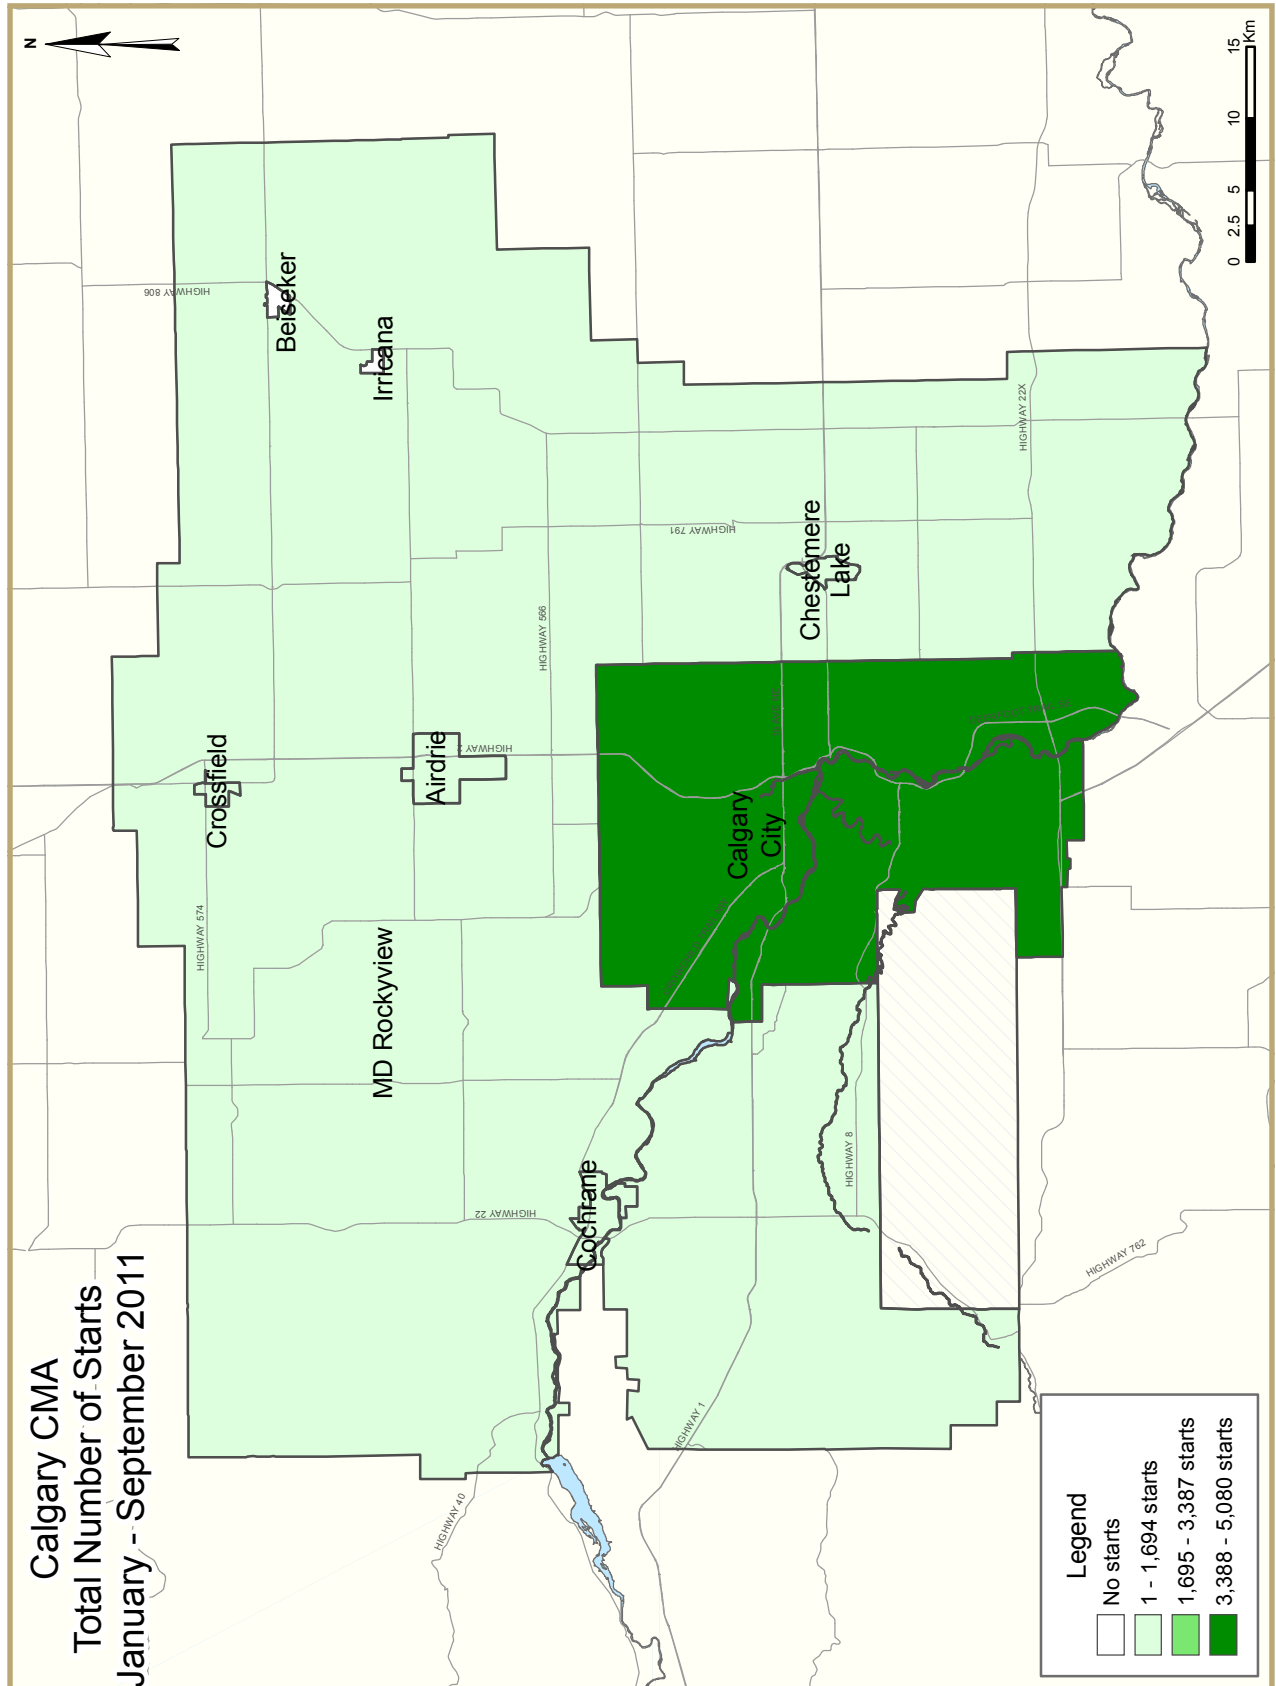 Calgary CMA
Total Number of Starts
January - September 2011
N
HIGHWAY 806
Beiseker
Irricana
Crossfield
HIGHWAY 574
Airdrie
HIGHWAY 2
HIGHWAY 566
HIGHWAY 791
MD Rockyview
HIGHWAY 22
Cochrane
HIGHWAY 40
HIGHWAY 1
Calgary
City
Chestemere
Lake
HIGHWAY 22X
HIGHWAY 8
HIGHWAY 762
Legend
No starts
1 - 1,694 starts
1,695 - 3,387 starts
3,388 - 5,080 starts
0 2.5 5 10 15
Km